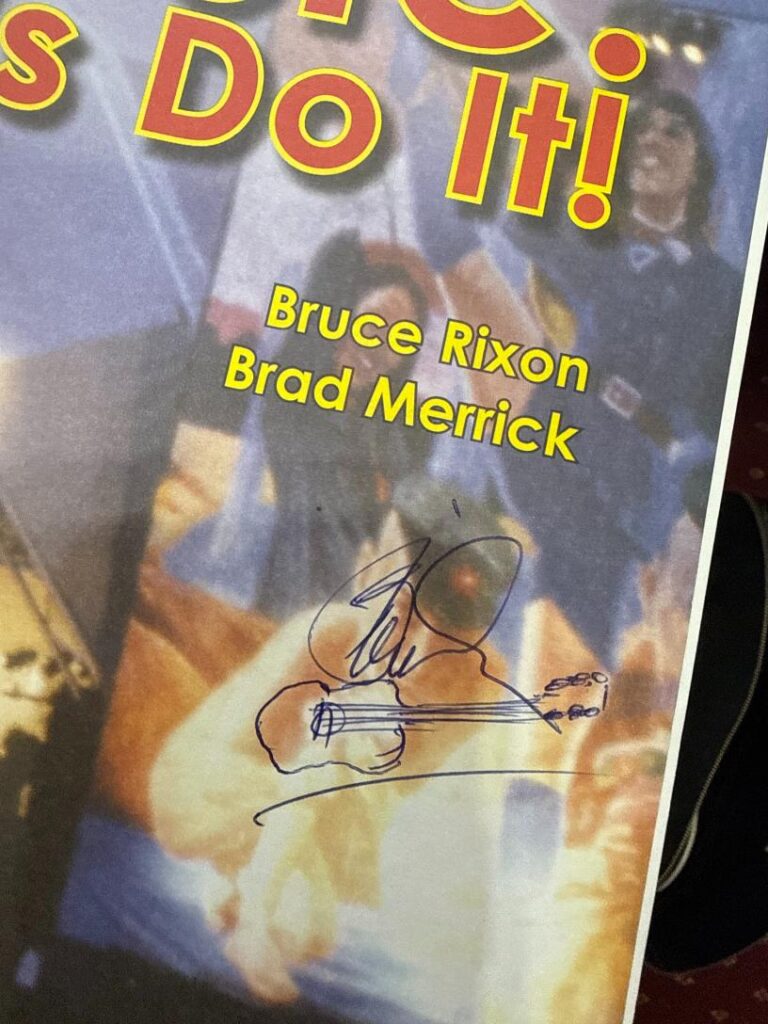 s Do It!
Bruce Rixon
Brad Merrick